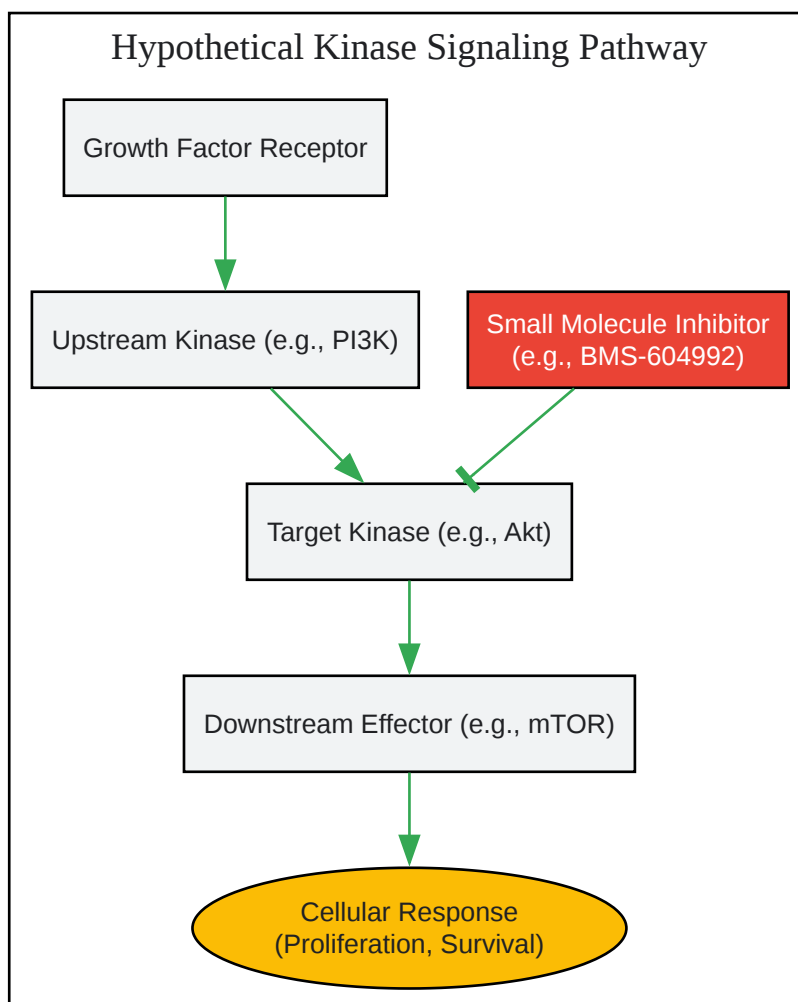 Hypothetical Kinase Signaling Pathway
Growth Factor Receptor
Upstream Kinase (e.g., PI3K)
Small Molecule Inhibitor
(e.g., BMS-604992)
Target Kinase (e.g., Akt)
Downstream Effector (e.g., mTOR)
Cellular Response
(Proliferation, Survival)